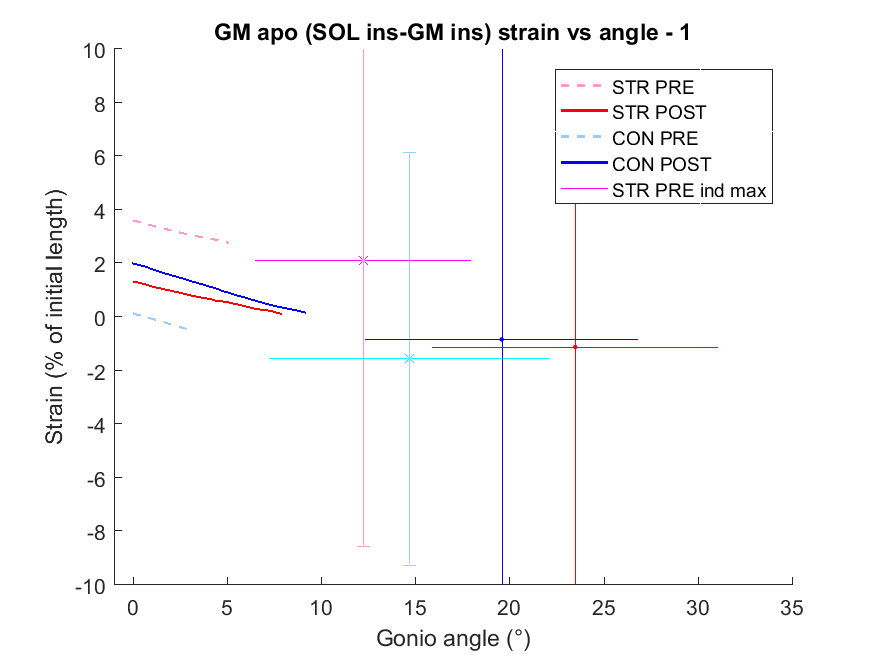 GM apo (SOL ins-GM ins) strain vs angle - 1
10
8
6
4
2
0
-2
-4
-6
-8
-10
Strain (% of initial length)
STR PRE
STR POST
CON PRE
CON POST
STR PRE ind max
0 5 10 15 20 25 30 35
Gonio angle (°)